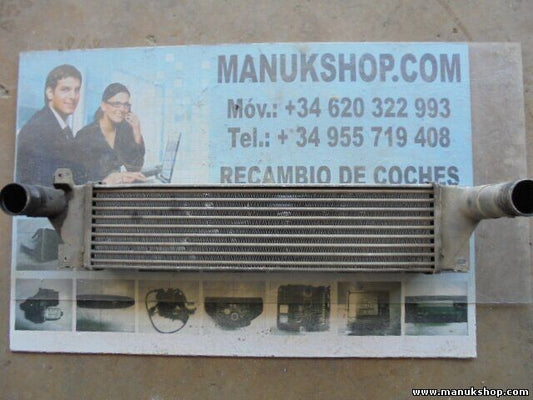 MANUKSHOP.COM
Móv.: +34 620 322 993
Tel.: + 34 955 719 408
RECAMBIO DE COCHES
www.manukshop.com